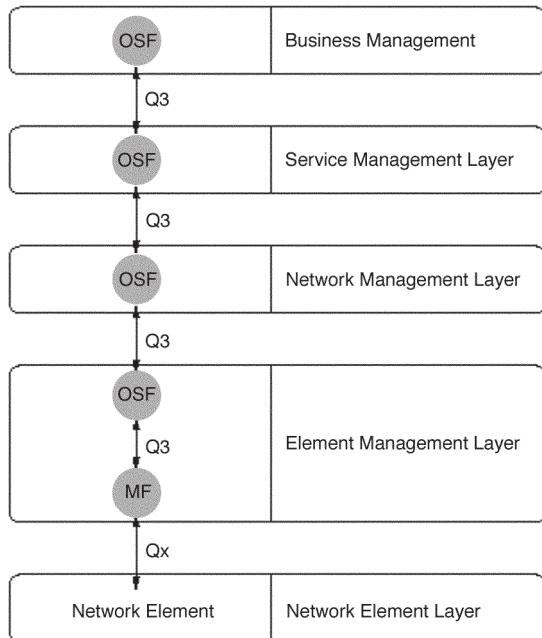 OSF
Business Management
Q3
OSF
Service Management Layer
Q3
OSF
Network Management Layer
Q3
OSF
Q3
Element Management Layer
MF
Qx
Network Element
Network Element Layer